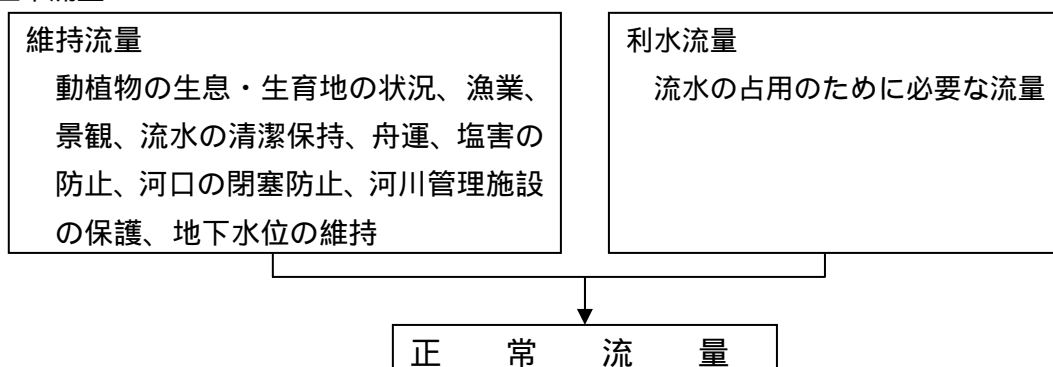 維持流量
動植物の生息・生育地の状況、漁業、
景観、流水の清潔保持、舟運、塩害の
防止、河口の閉塞防止、河川管理施設
の保護、地下水位の維持
利水流量
流水の占用のために必要な流量
正常流量